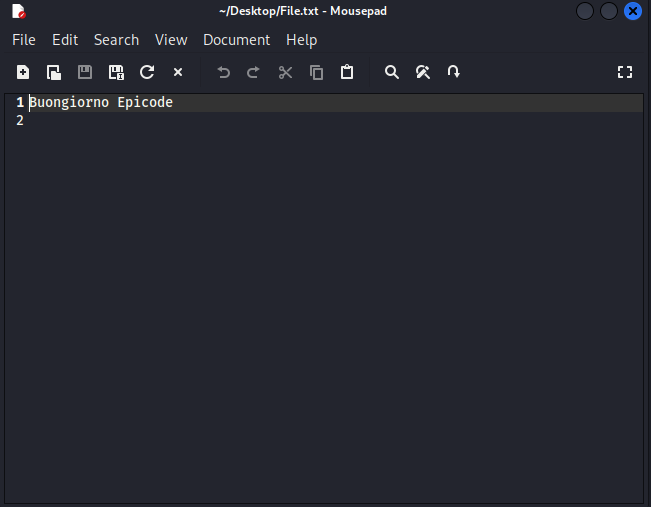 ~/Desktop/File.txt - Mousepad
File Edit Search View Document Help
1 Buongiorno Epicode
2